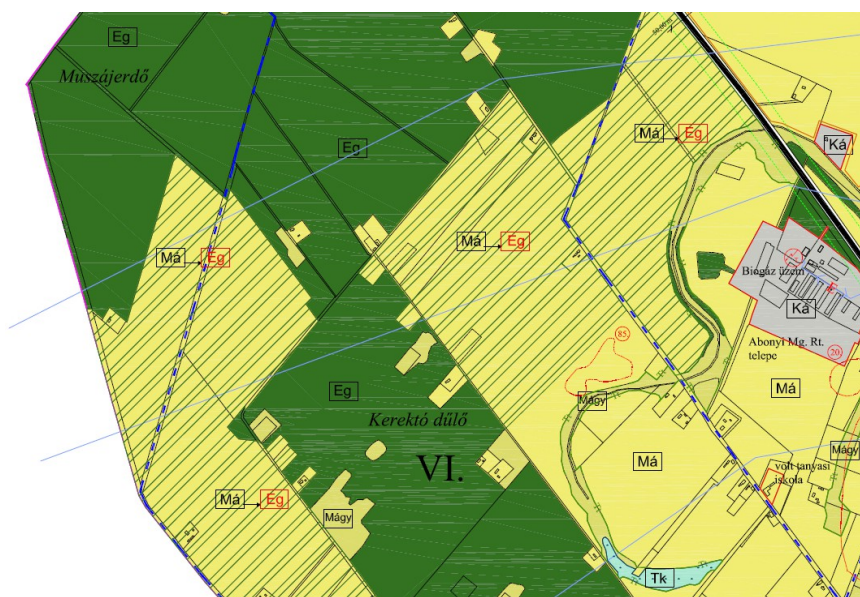 Eg
Muszájerdő
Eg
Má
Eg
Ká
Má
Eg
Má
Eg
Biogáz üzem
Ká
Abonyi Mg. Rt.
telepe
85.
20.
Má
Eg
Mágy
Kerektó dűlő
VI.
Má
Mágy
volt tanyasi
iskola
Má
Eg
Mágy
Tk